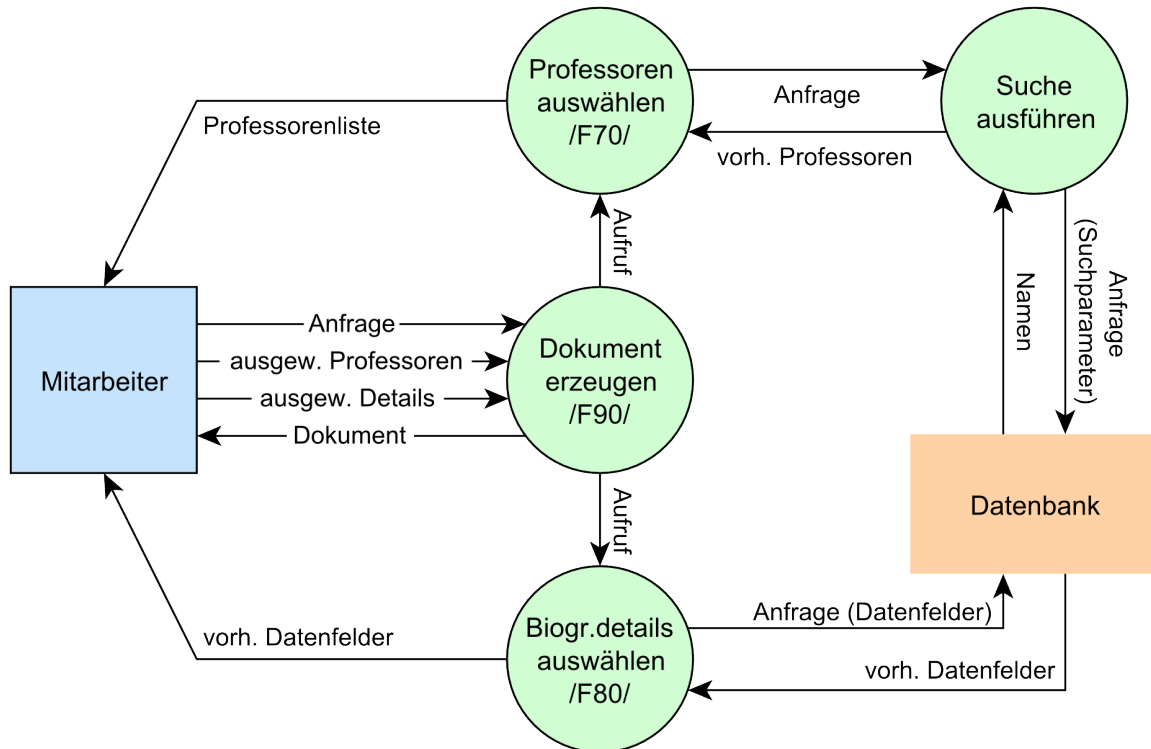 Professoren
auswählen
/F70/
Suche
ausführen
Anfrage
vorh. Professoren
Professorenliste
Aufruf
Namen
Anfrage
(Suchparameter)
Mitarbeiter
Anfrage
ausgew. Professoren
ausgew. Details
Dokument
Dokument
erzeugen
/F90/
Datenbank
Aufruf
Biogr.details
auswählen
/F80/
Anfrage (Datenfelder)
vorh. Datenfelder
vorh. Datenfelder